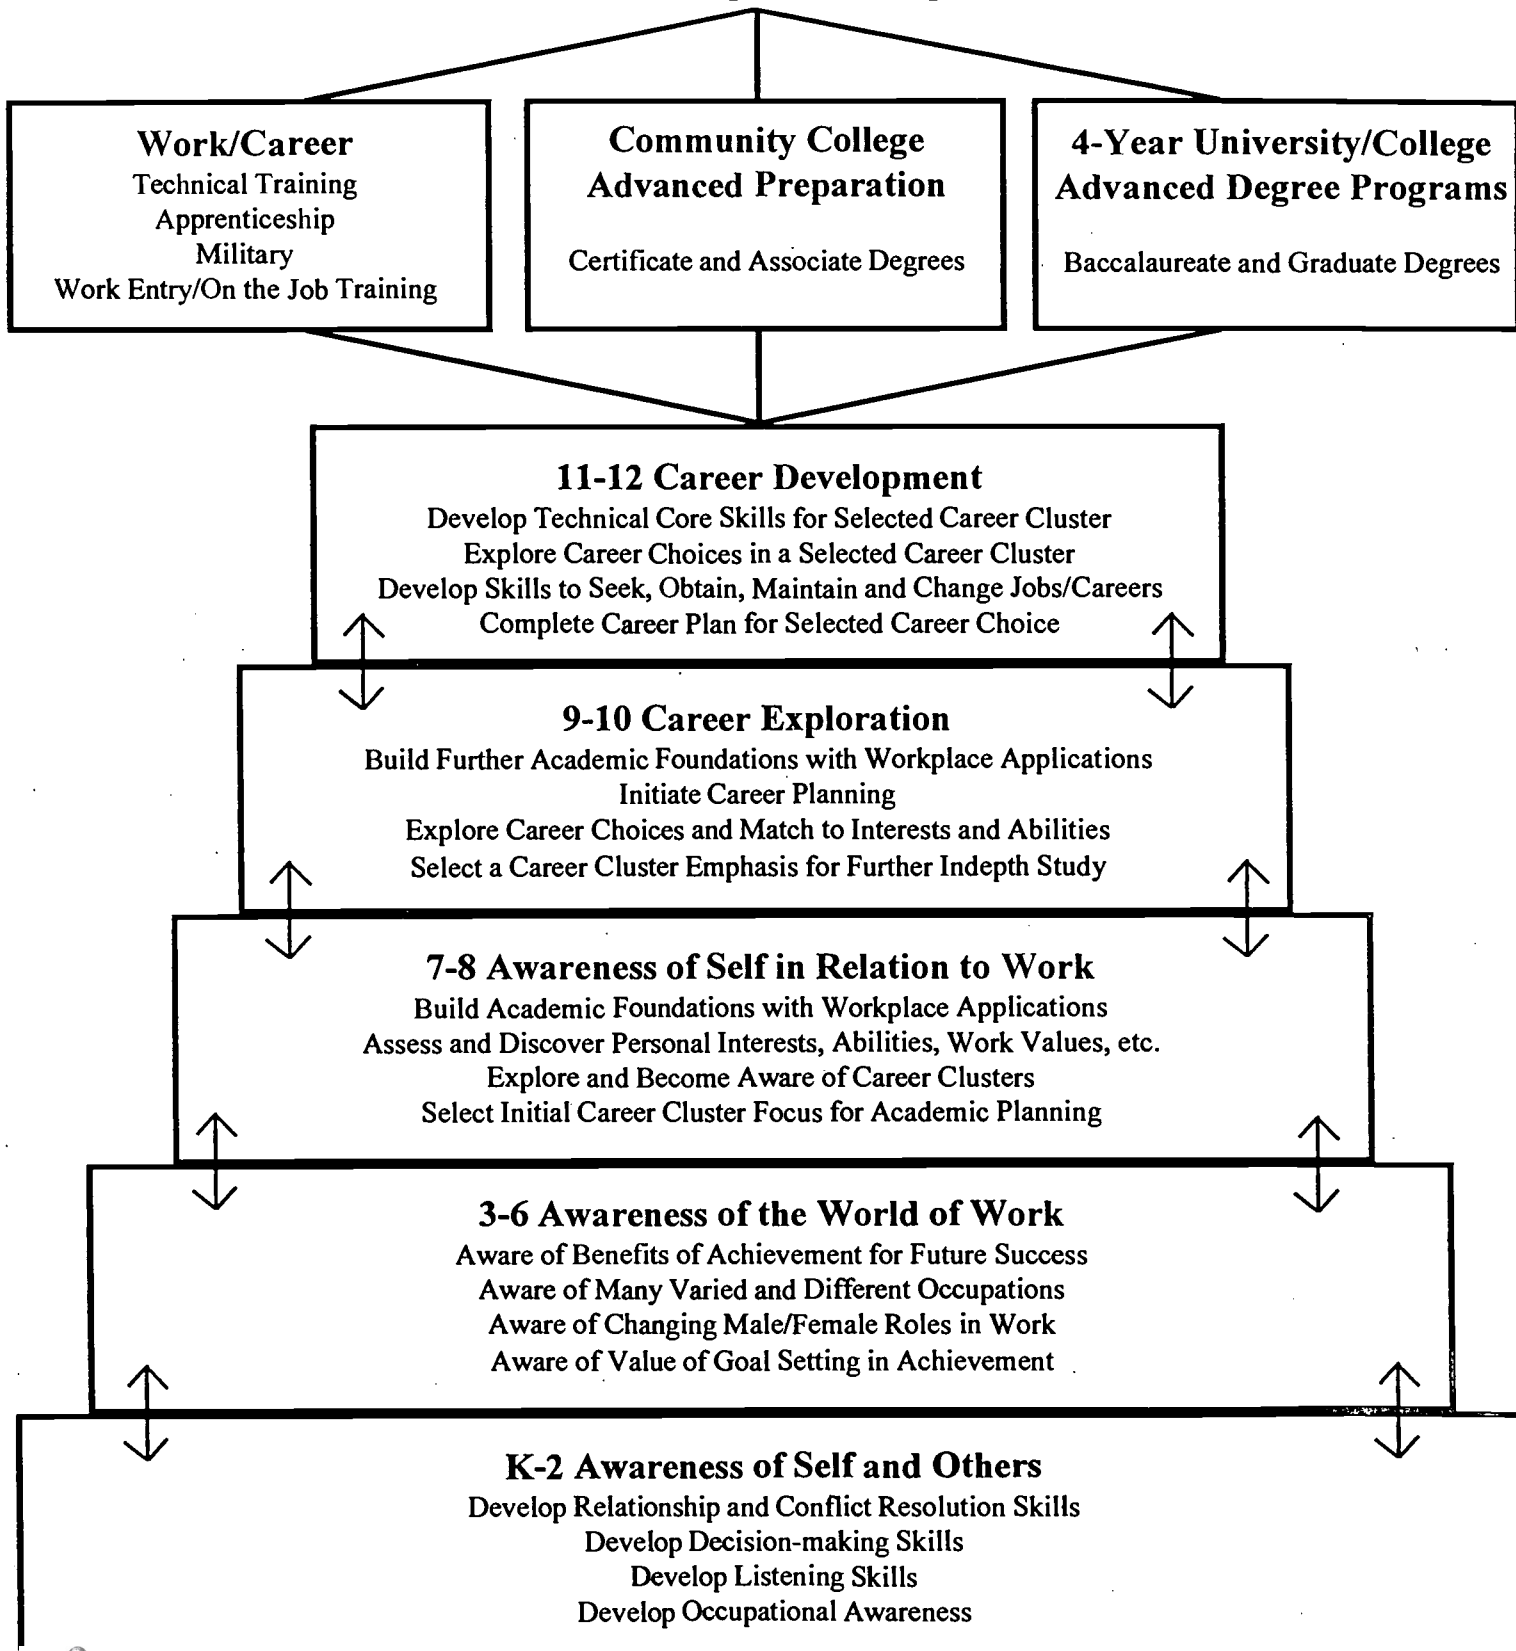 Work/Career
Technical Training
Apprenticeship
Military
Work Entry/On the Job Training
Community College
Advanced Preparation
Certificate and Associate Degrees
4-Year University/College
Advanced Degree Programs
Baccalaureate and Graduate Degrees
11-12 Career Development
Develop Technical Core Skills for Selected Career Cluster
Explore Career Choices in a Selected Career Cluster
Develop Skills to Seek, Obtain, Maintain and Change Jobs/Careers
Complete Career Plan for Selected Career Choice
9-10 Career Exploration
Build Further Academic Foundations with Workplace Applications
Initiate Career Planning
Explore Career Choices and Match to Interests and Abilities
Select a Career Cluster Emphasis for Further Indepth Study
7-8 Awareness of Self in Relation to Work
Build Academic Foundations with Workplace Applications
Assess and Discover Personal Interests, Abilities, Work Values, etc.
Explore and Become Aware of Career Clusters
Select Initial Career Cluster Focus for Academic Planning
3-6 Awareness of the World of Work
Aware of Benefits of Achievement for Future Success
Aware of Many Varied and Different Occupations
Aware of Changing Male/Female Roles in Work
Aware of Value of Goal Setting in Achievement
K-2 Awareness of Self and Others
Develop Relationship and Conflict Resolution Skills
Develop Decision-making Skills
Develop Listening Skills
Develop Occupational Awareness